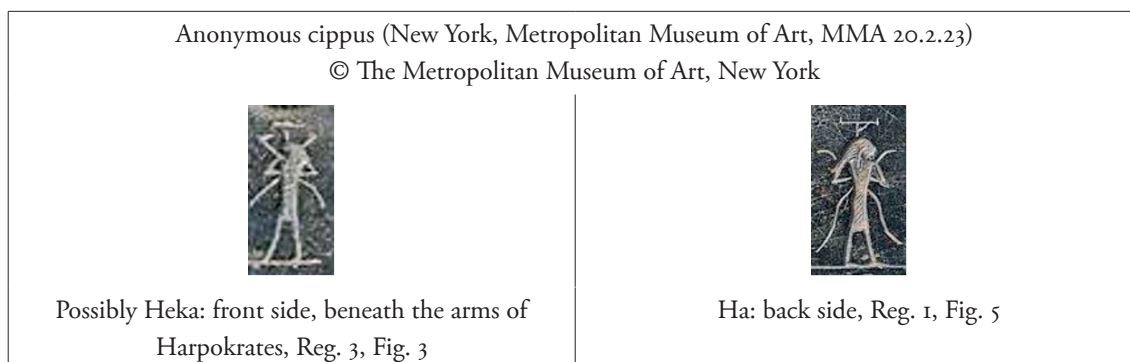 Anonymous cippus (New York, Metropolitan Museum of Art, MMA 20.2.23)
© The Metropolitan Museum of Art, New York
Possibly Heka: front side, beneath the arms of
Harpokrates, Reg. 3, Fig. 3
Ha: back side, Reg. 1, Fig. 5